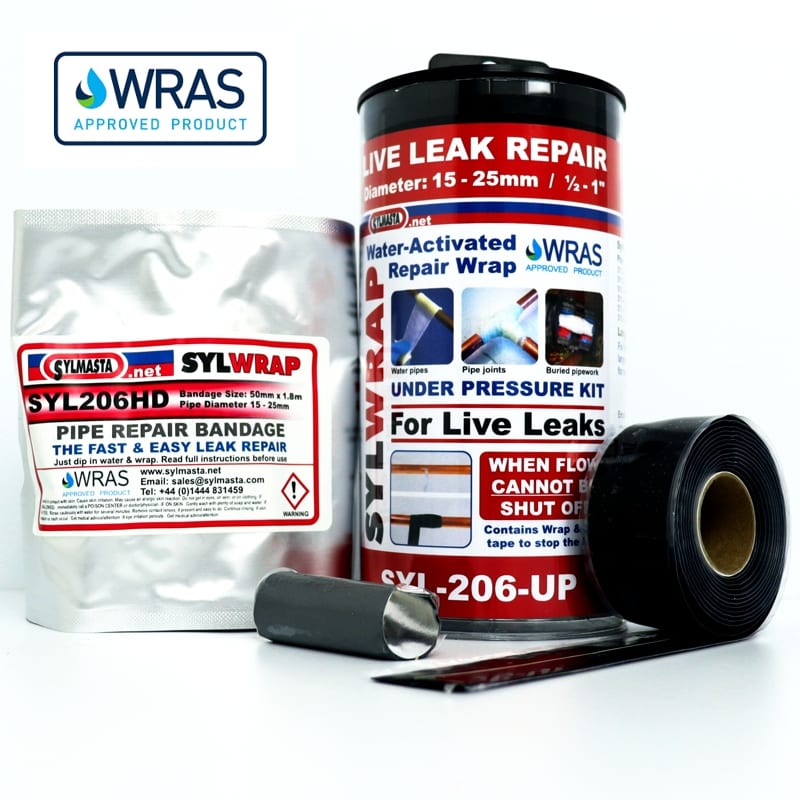 WRAS
APPROVED PRODUCT
LIVE LEAK REPAIR
Diameter: 15 - 25mm / ½ - 1"
SYLMASTA.net
Water-Activated
Repair Wrap
WRAS
APPROVED PRODUCT
SYLWRAP
Water pipes
Pipe joints
Buried pipework
UNDER PRESSURE KIT
For Live Leaks
WHEN FLOW
CANNOT B
SHUT OF
Contains Wrap &
tape to stop the
SYL-206-UP
SYLMASTA.net SYLWRAP
SYL206HD
Bandage Size: 50mm x 1.8m
Pipe Diameter 15 - 25mm
PIPE REPAIR BANDAGE
THE FAST & EASY LEAK REPAIR
Just dip in water & wrap. Read full instructions before use
WRAS
APPROVED PRODUCT
www.sylmasta.net
Email: sales@sylmasta.net
Tel: +44 (0)1444 831459
WARNING